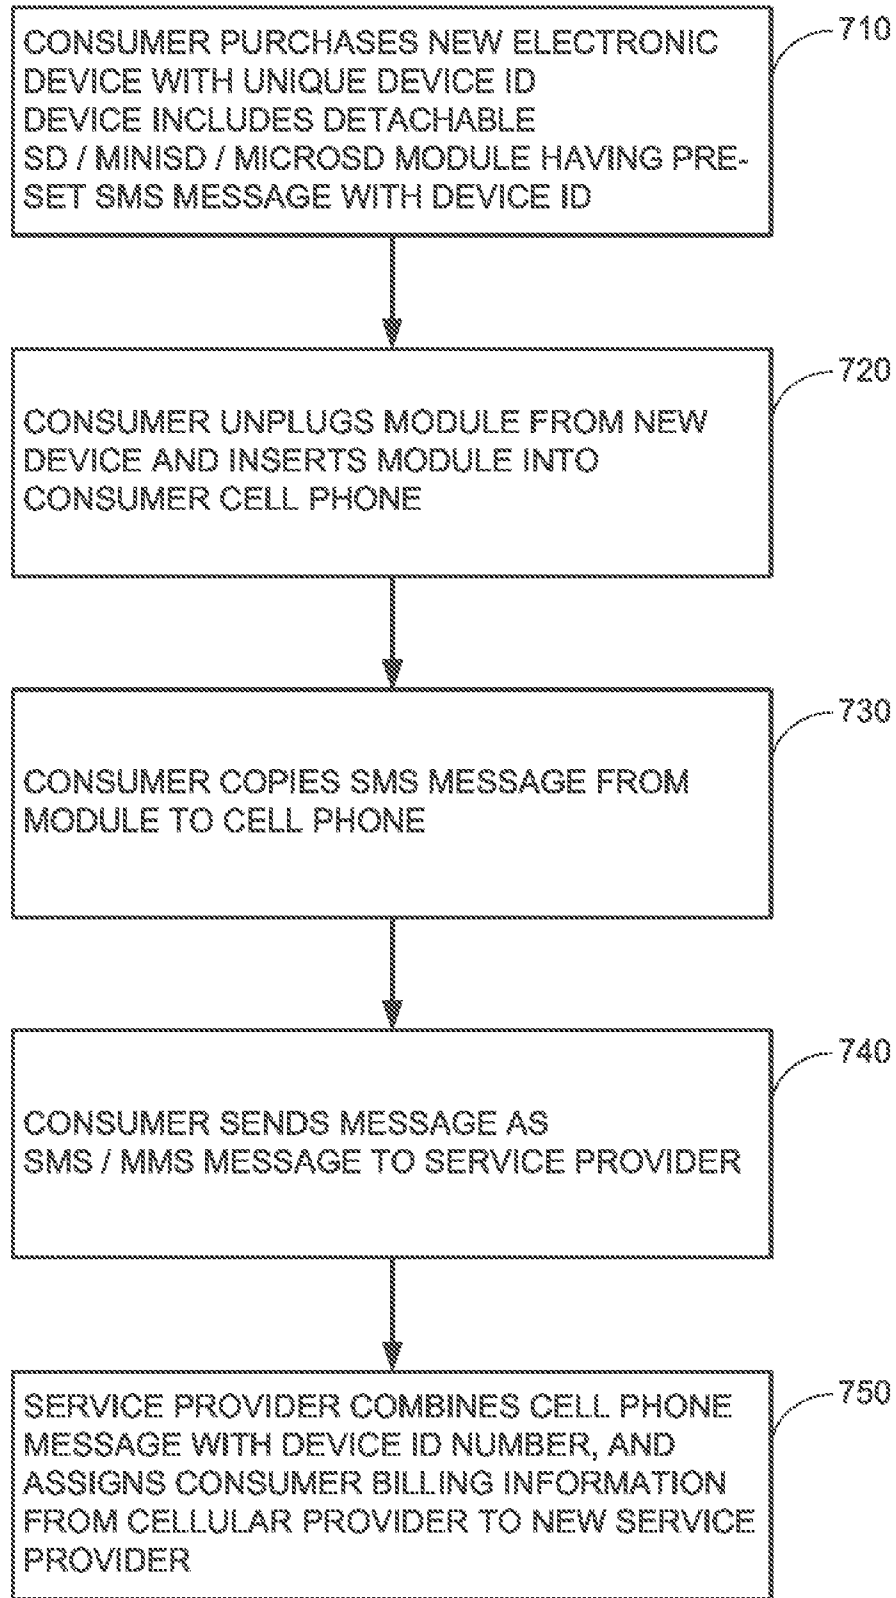 CONSUMER PURCHASES NEW ELECTRONIC
DEVICE WITH UNIQUE DEVICE ID
DEVICE INCLUDES DETACHABLE
SD / MINISD / MICROSD MODULE HAVING PRE-
SET SMS MESSAGE WITH DEVICE ID
710
CONSUMER UNPLUGS MODULE FROM NEW
DEVICE AND INSERTS MODULE INTO
CONSUMER CELL PHONE
720
CONSUMER COPIES SMS MESSAGE FROM
MODULE TO CELL PHONE
730
CONSUMER SENDS MESSAGE AS
SMS / MMS MESSAGE TO SERVICE PROVIDER
740
SERVICE PROVIDER COMBINES CELL PHONE
MESSAGE WITH DEVICE ID NUMBER, AND
ASSIGNS CONSUMER BILLING INFORMATION
FROM CELLULAR PROVIDER TO NEW SERVICE
PROVIDER
750